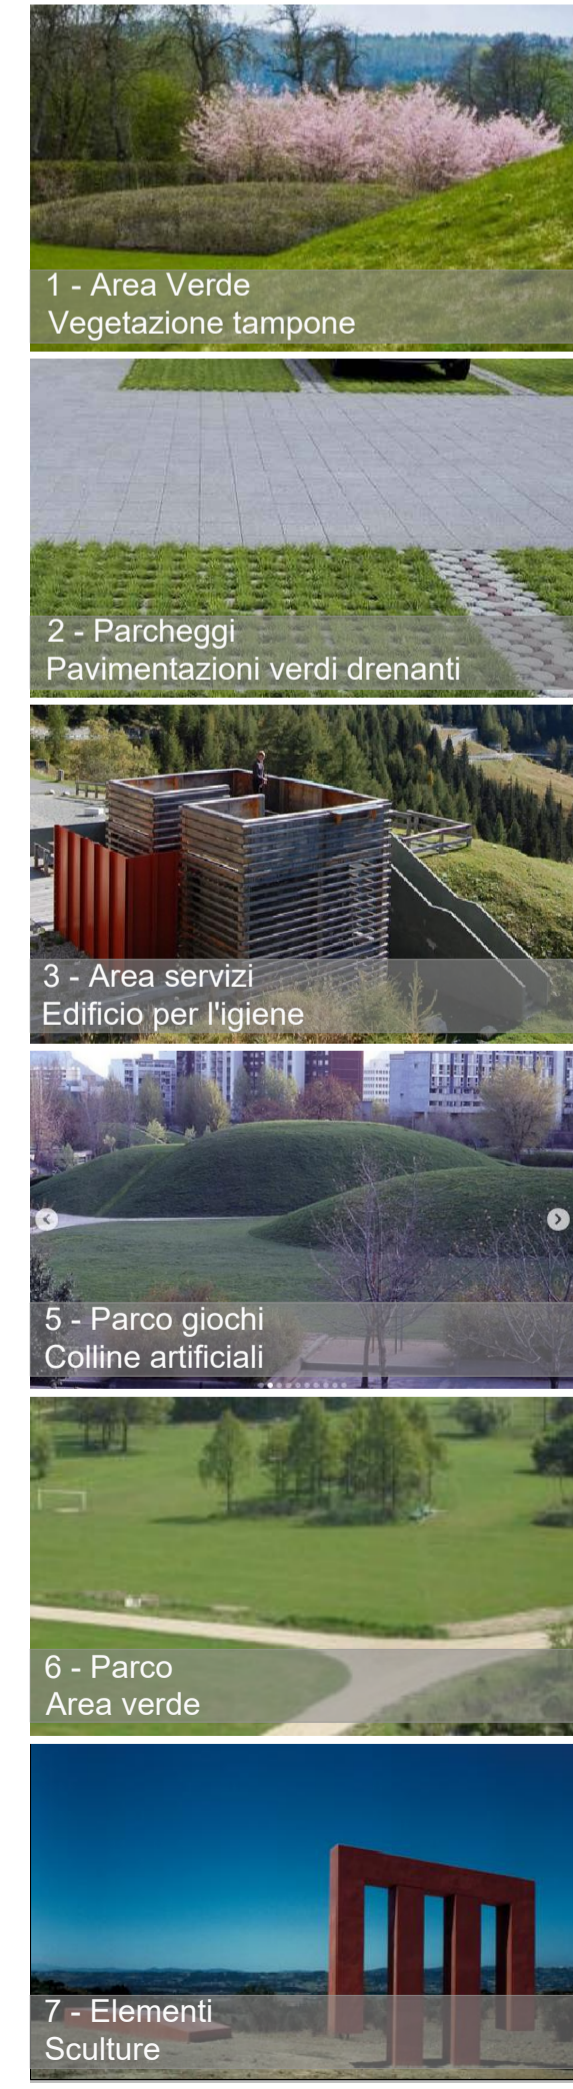 1 - Area Verde
Vegetazione tampone
2 - Parcheggi
Pavimentazioni verdi drenanti
3 - Area servizi
Edificio per l'igiene
5 - Parco giochi
Colline artificiali
6 - Parco
Area verde
7 - Elementi
Sculture